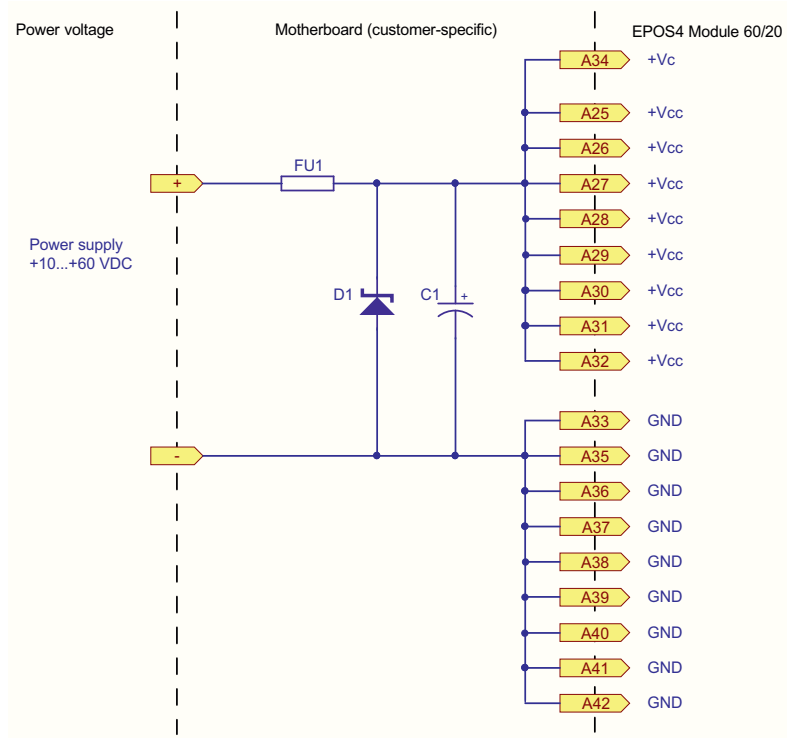 Power voltage
Motherboard (customer-specific)
EPOS4 Module 60/20
A34 +Vc
A25 +Vcc
A26 +Vcc
FU1
+
A27 +Vcc
A28 +Vcc
Power supply
+10...+60 VDC
A29 +Vcc
D1
C1
+
A30 +Vcc
A31 +Vcc
A32 +Vcc
A33 GND
-
A35 GND
A36 GND
A37 GND
A38 GND
A39 GND
A40 GND
A41 GND
A42 GND